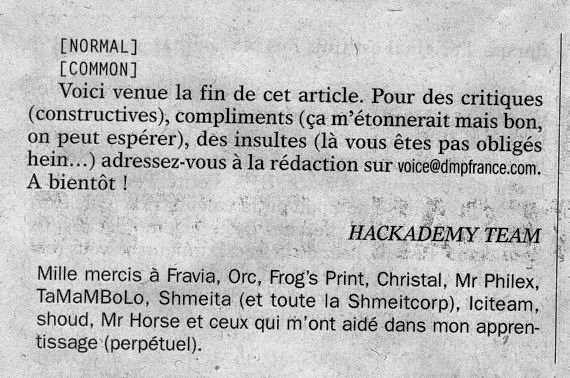 [NORMAL]
[COMMON]
Voici venue la fin de cet article. Pour des critiques
(constructives), compliments (ça m'étonnerait mais bon,
on peut espérer), des insultes (là vous êtes pas obligés
hein...) adressez-vous à la rédaction sur voice@dmpfrance.com.
A bientôt !
HACKADEMY TEAM
Mille mercis à Fravia, Orc, Frog's Print, Christal, Mr Philex,
TaMaMBoLo, Shmeita (et toute la Shmeitcorp), Iciteam,
shoud, Mr Horse et ceux qui m'ont aidé dans mon appren-
tissage (perpétuel).